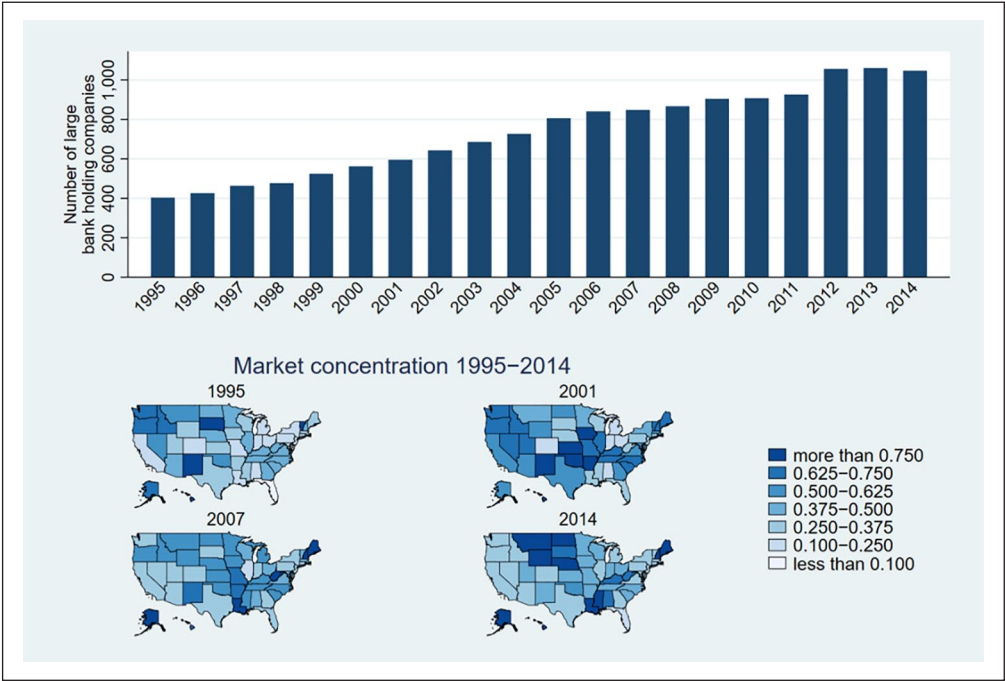 Number of large
bank holding companies
1,000
800
600
400
200
0
1995 1996 1997 1998 1999 2000 2001 2002 2003 2004 2005 2006 2007 2008 2009 2010 2011 2012 2013 2014
Market concentration 1995−2014
1995
2001
2007
2014
more than 0.750
0.625−0.750
0.500−0.625
0.375−0.500
0.250−0.375
0.100−0.250
less than 0.100